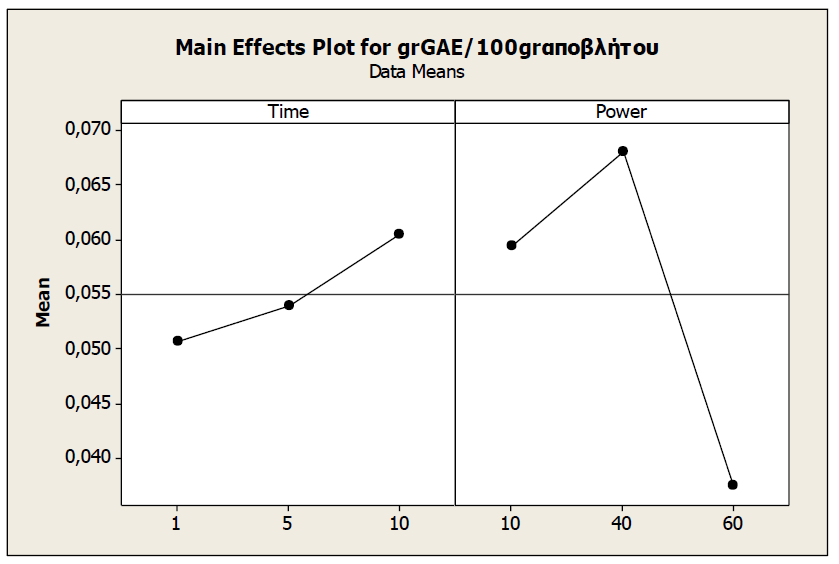 Main Effects Plot for grGAE/100grαποβλήτου
Data Means
Time Power
0,070
0,065
0,060
0,055
0,050
0,045
0,040
Mean
1 5 10 10 40 60